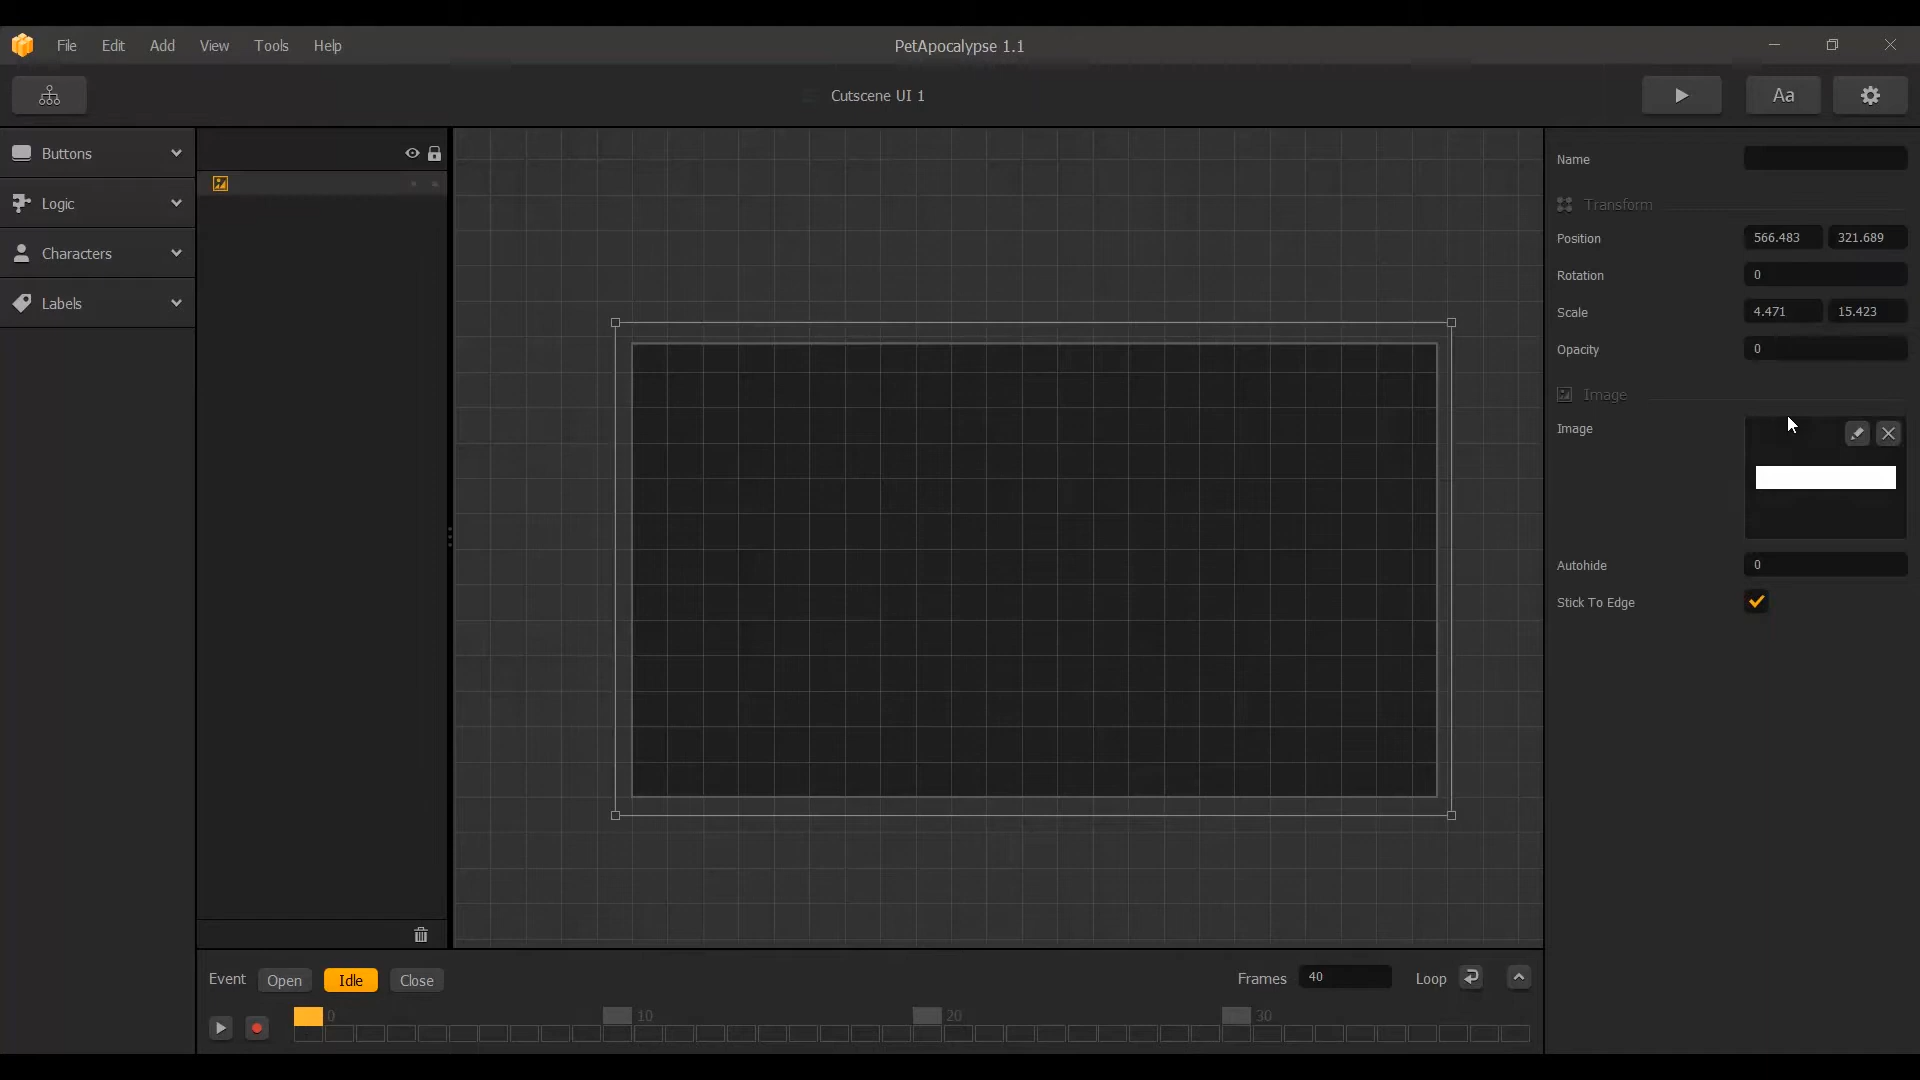 File Edit Add View Tools Help
PetApocalypse 1.1
Cutscene UI 1
Aa
Buttons
Logic
Characters
Labels
Name
Transform
Position 566.483 321.689
Rotation 0
Scale 4.471 15.423
Opacity 0
Image
Image
Autohide 0
Stick To Edge
Event Open Idle Close
Frames 40 Loop
0 10 20 30